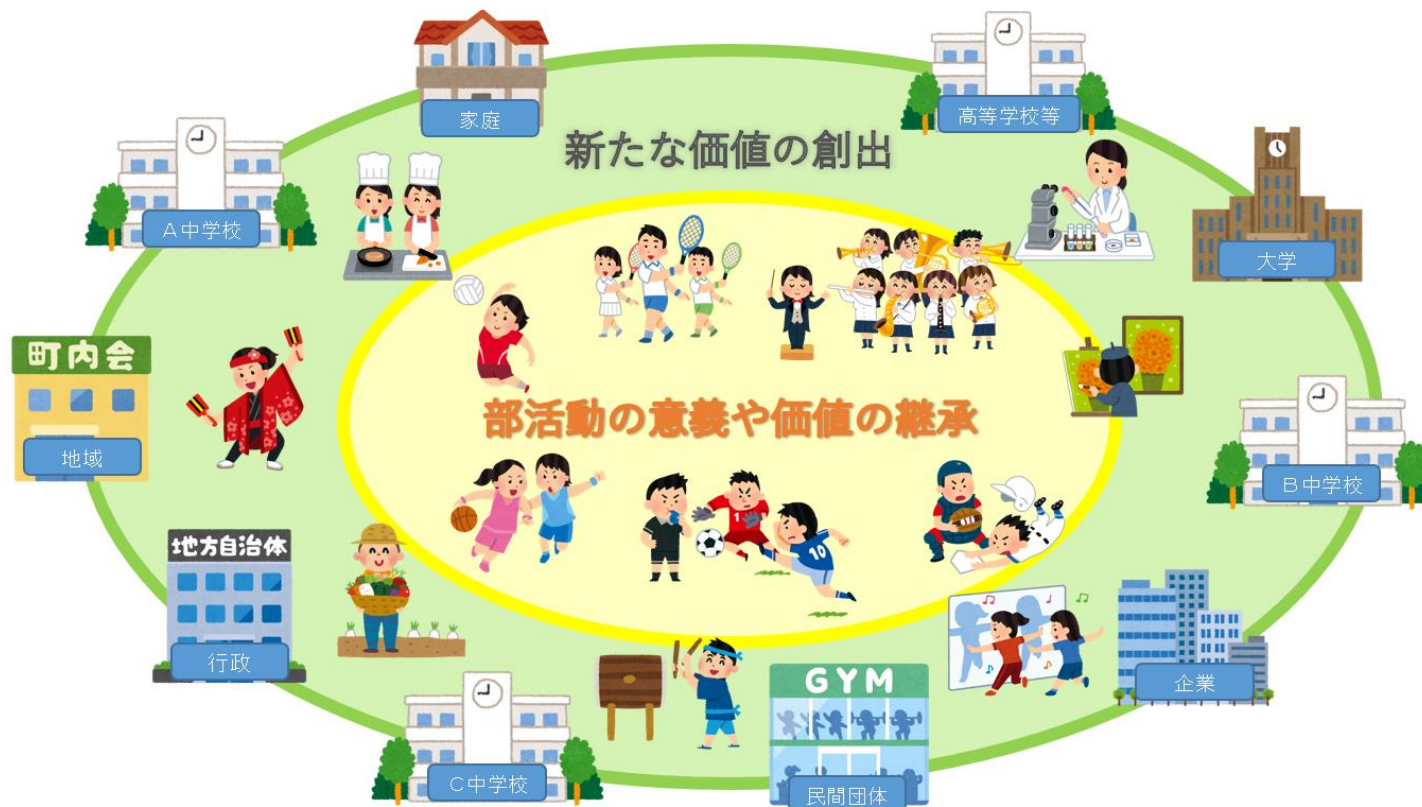 家庭
高等学校等
新たな価値の創出
A中学校
大学
町内会
地域
部活動の意義や価値の継承
B中学校
1
10
地方自治体
行政
企業
GYM
C中学校
民間団体